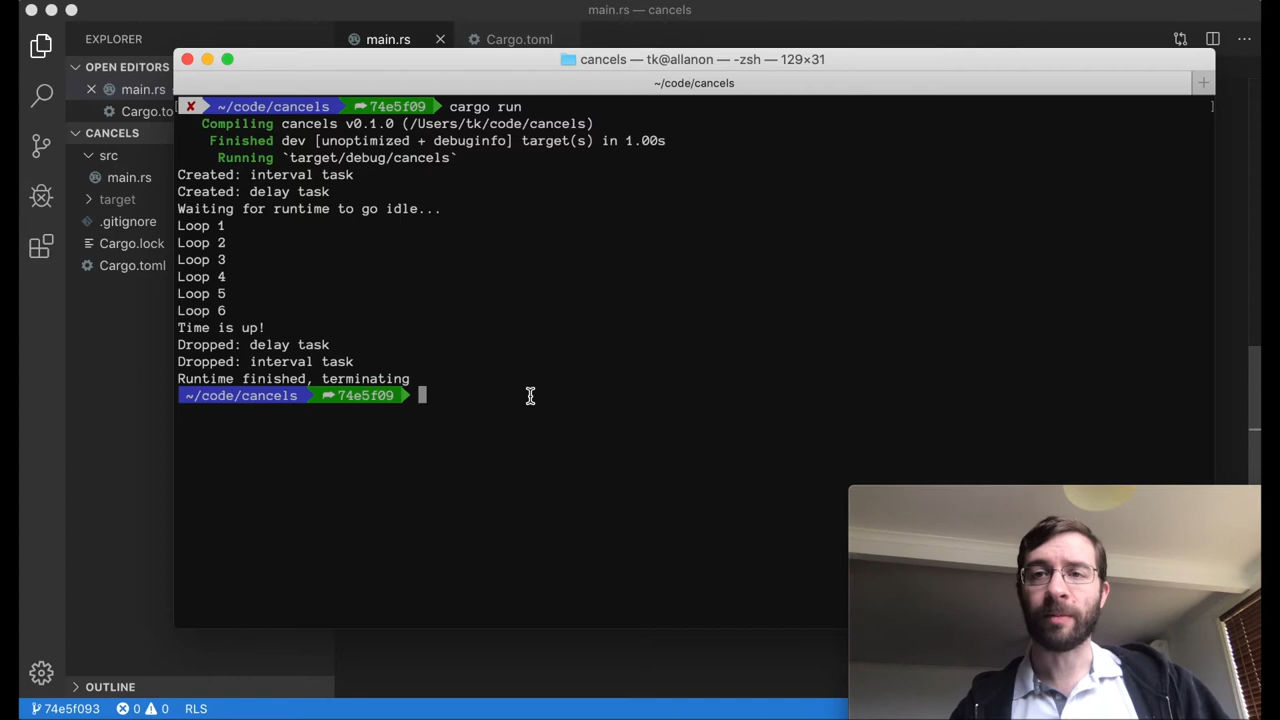 main.rs — cancels
EXPLORER
main.rs
Cargo.toml
OPEN EDITORS
main.rs
Cargo.to
CANCELS
src
main.rs
target
.gitignore
Cargo.lock
Cargo.toml
OUTLINE
cancels — tk@allanon — -zsh — 129×31
~/code/cancels
✘ ~/code/cancels ➦ 74e5f09 cargo run
Compiling cancels v0.1.0 (/Users/tk/code/cancels)
Finished dev [unoptimized + debuginfo] target(s) in 1.00s
Running `target/debug/cancels`
Created: interval task
Created: delay task
Waiting for runtime to go idle...
Loop 1
Loop 2
Loop 3
Loop 4
Loop 5
Loop 6
Time is up!
Dropped: delay task
Dropped: interval task
Runtime finished, terminating
~/code/cancels ➦ 74e5f09
74e5f093 0 0 RLS